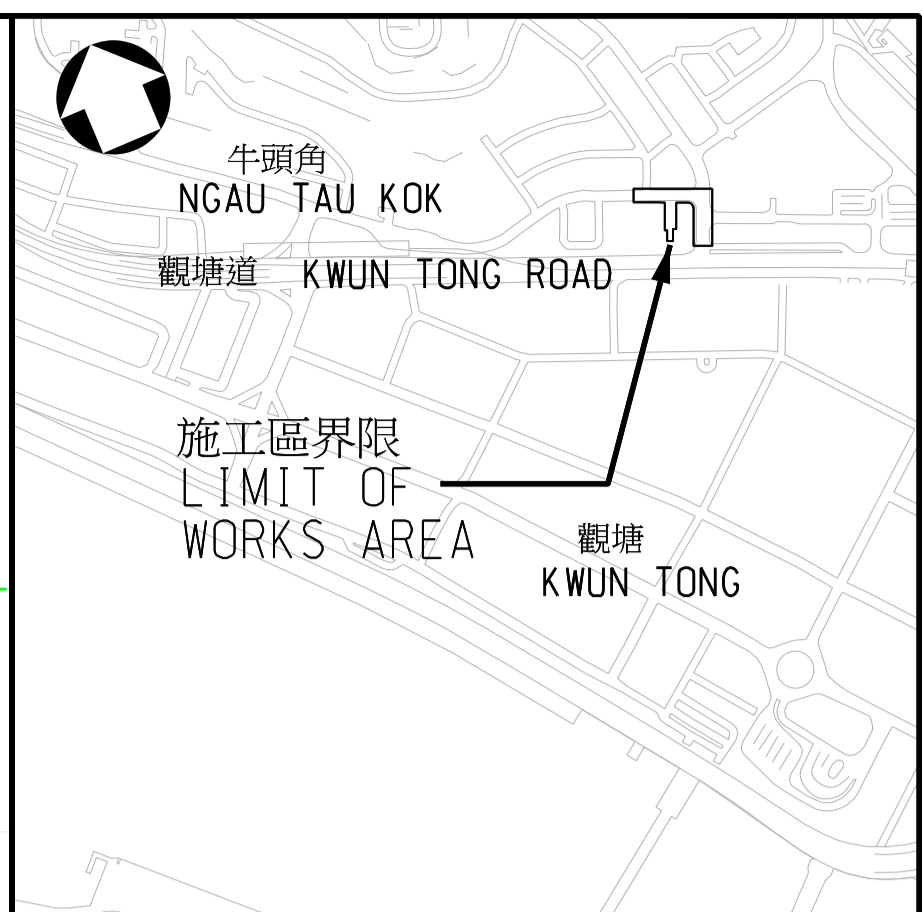 牛頭角
NGAU TAU KOK
觀塘道 KWUN TONG ROAD
施工區界限
LIMIT OF
WORKS AREA
觀塘
KWUN TONG